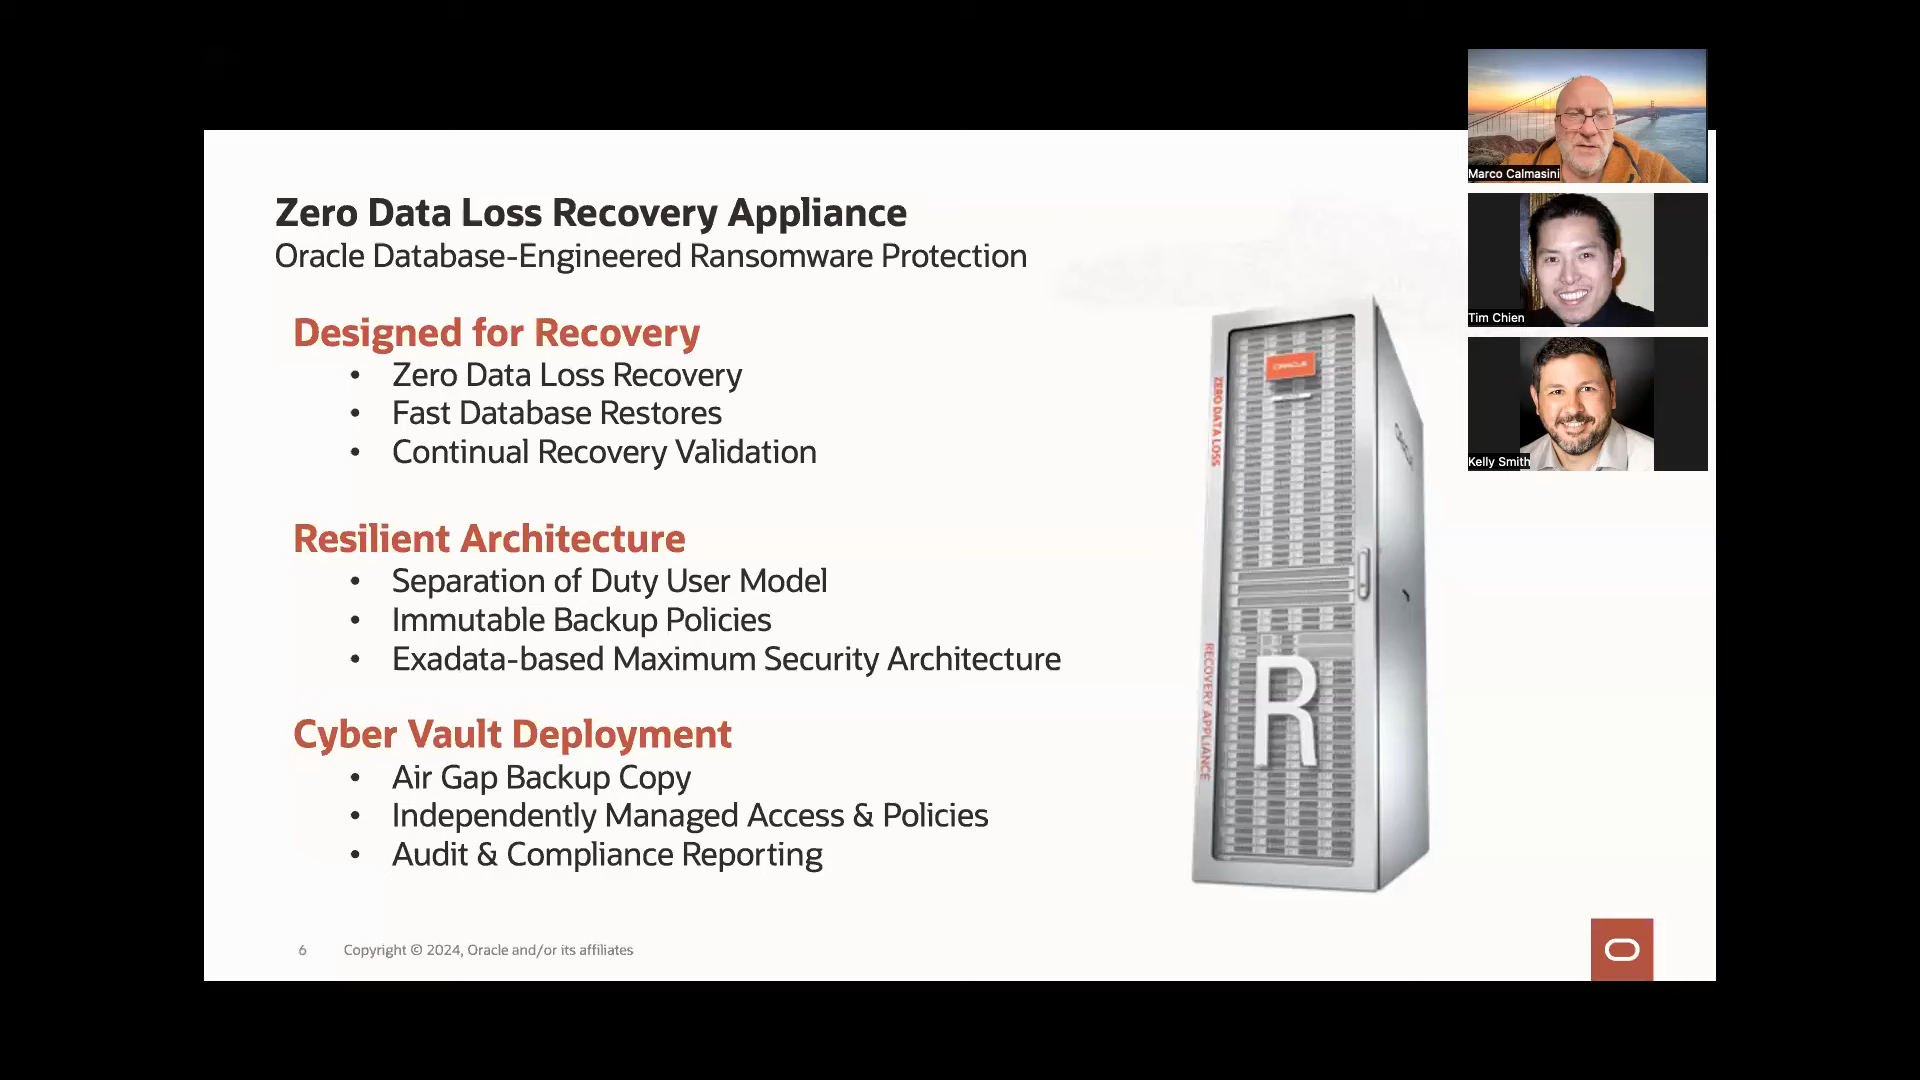 Zero Data Loss Recovery Appliance
Oracle Database-Engineered Ransomware Protection
Designed for Recovery
• Zero Data Loss Recovery
• Fast Database Restores
• Continual Recovery Validation
Resilient Architecture
• Separation of Duty User Model
• Immutable Backup Policies
• Exadata-based Maximum Security Architecture
Cyber Vault Deployment
• Air Gap Backup Copy
• Independently Managed Access & Policies
• Audit & Compliance Reporting
6 Copyright © 2024, Oracle and/or its affiliates
ORACLE
ZERO DATA LOSS
RECOVERY APPLIANCE
R
Marco Calmasini
Tim Chien
Kelly Smith